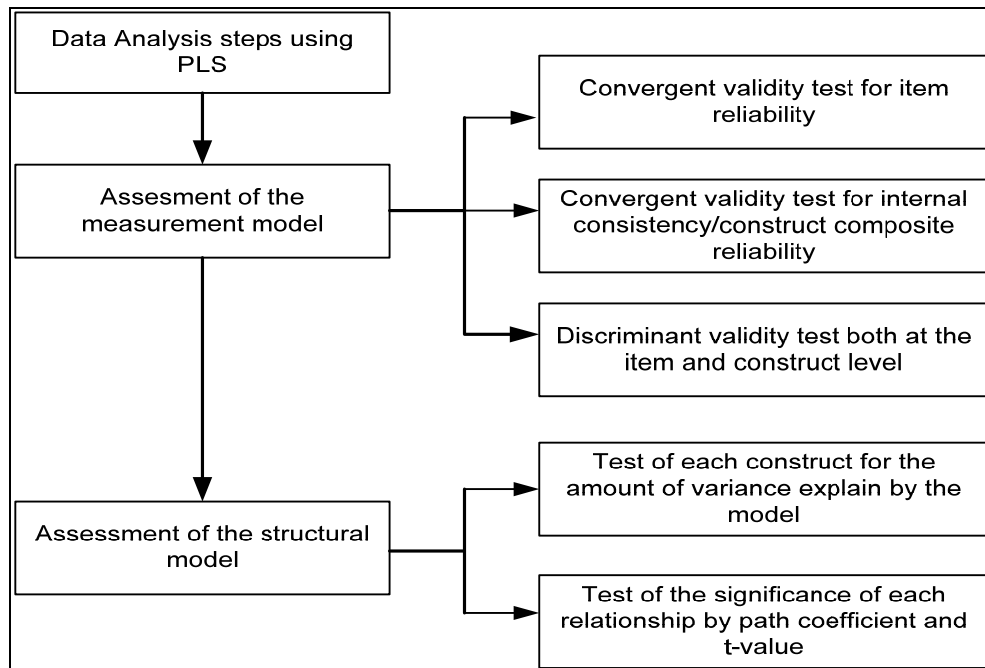 Data Analysis steps using
PLS
Convergent validity test for item
reliability
Assesment of the
measurement model
Convergent validity test for internal
consistency/construct composite
reliability
Discriminant validity test both at the
item and construct level
Test of each construct for the
amount of variance explain by the
model
Assessment of the structural
model
Test of the significance of each
relationship by path coefficient and
t-value